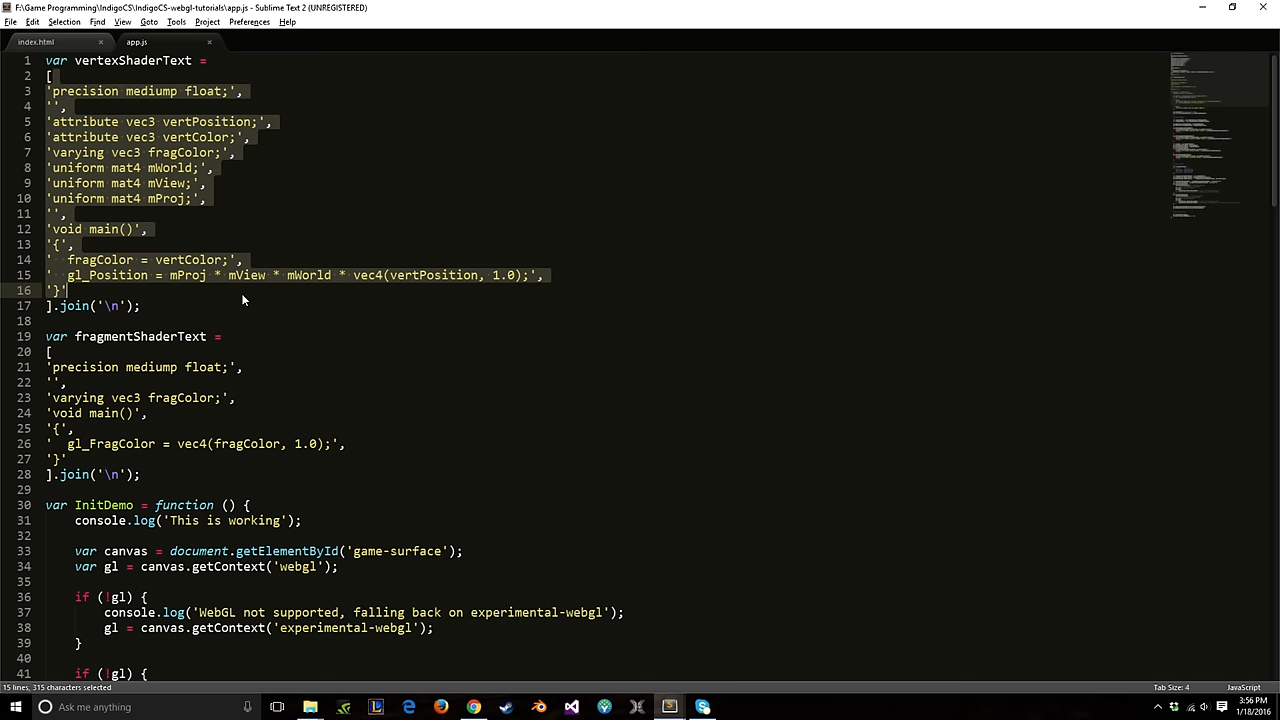 F:\Game Programming\IndigoCS\IndigoCS-webgl-tutorials\app.js - Sublime Text 2 (UNREGISTERED)
File Edit Selection Find View Goto Tools Project Preferences Help
index.html × app.js ×
1 var vertexShaderText =
2 [
3 'precision mediump float;',
4 '',
5 'attribute vec3 vertPosition;',
6 'attribute vec3 vertColor;',
7 'varying vec3 fragColor;',
8 'uniform mat4 mWorld;',
9 'uniform mat4 mView;',
10 'uniform mat4 mProj;',
11 '',
12 'void main()',
13 '{',
14 '  fragColor = vertColor;',
15 '  gl_Position = mProj * mView * mWorld * vec4(vertPosition, 1.0);',
16 '}'
17 ].join('\n');
18
19 var fragmentShaderText =
20 [
21 'precision mediump float;',
22 '',
23 'varying vec3 fragColor;',
24 'void main()',
25 '{',
26 '  gl_FragColor = vec4(fragColor, 1.0);',
27 '}'
28 ].join('\n');
29
30 var InitDemo = function () {
31 console.log('This is working');
32
33 var canvas = document.getElementById('game-surface');
34 var gl = canvas.getContext('webgl');
35
36 if (!gl) {
37 console.log('WebGL not supported, falling back on experimental-webgl');
38 gl = canvas.getContext('experimental-webgl');
39 }
40
41 if (!gl) {
15 lines, 315 characters selected
Tab Size: 4 JavaScript
Ask me anything
3:56 PM
1/18/2016